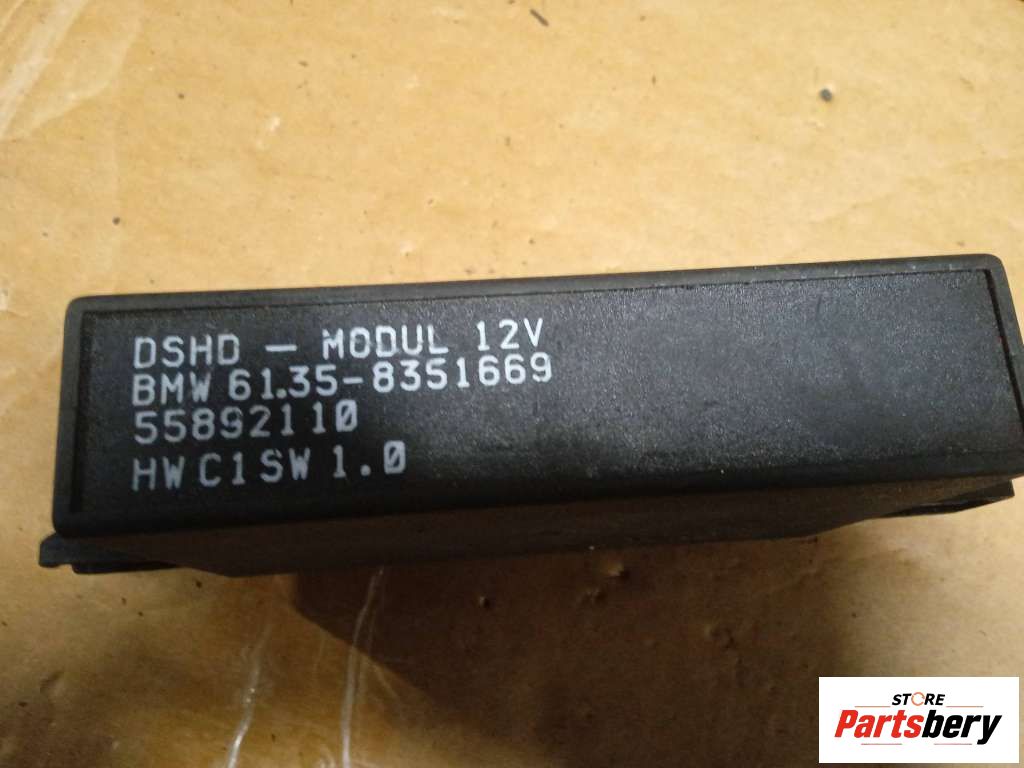 DSHD - MODUL 12V
BMW 61.35-8351669
55892110
HW C1 SW 1.0
STORE
Partsbery